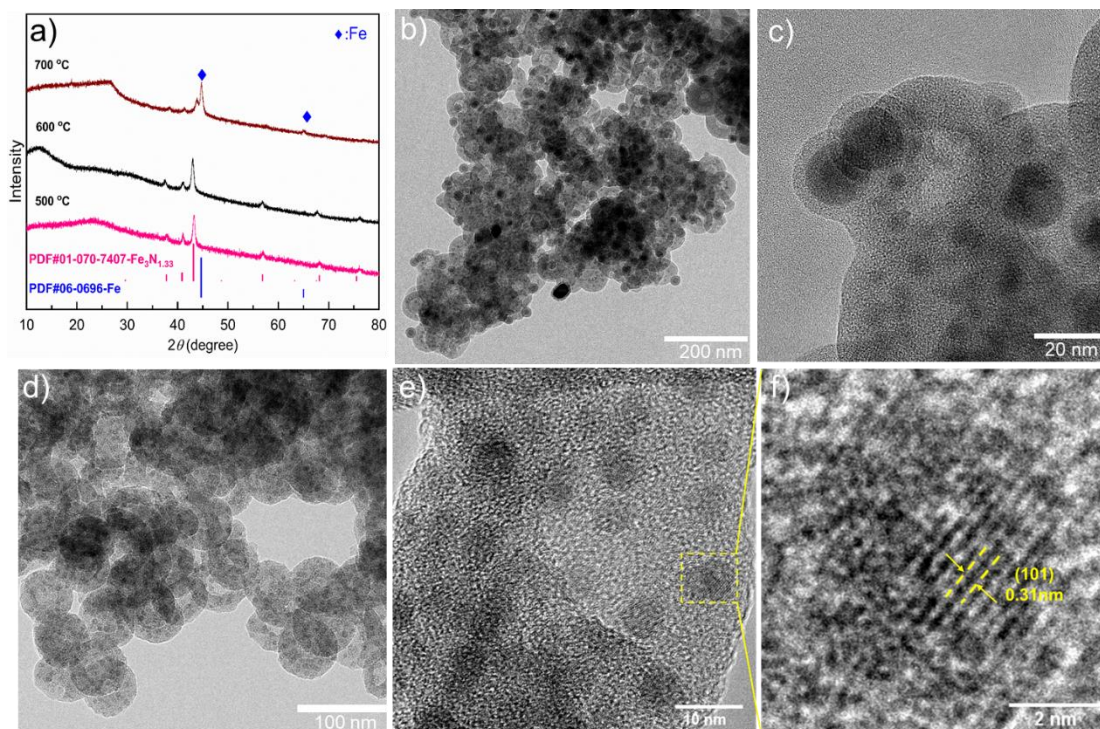 a)
◆:Fe
700 °C
600 °C
500 °C
PDF#01-070-7407-Fe₃N₁.₃₃
PDF#06-0696-Fe
Intensity
10 20 30 40 50 60 70 80
2θ (degree)
b)
200 nm
c)
20 nm
d)
100 nm
e)
10 nm
f)
(101)
0.31nm
2 nm